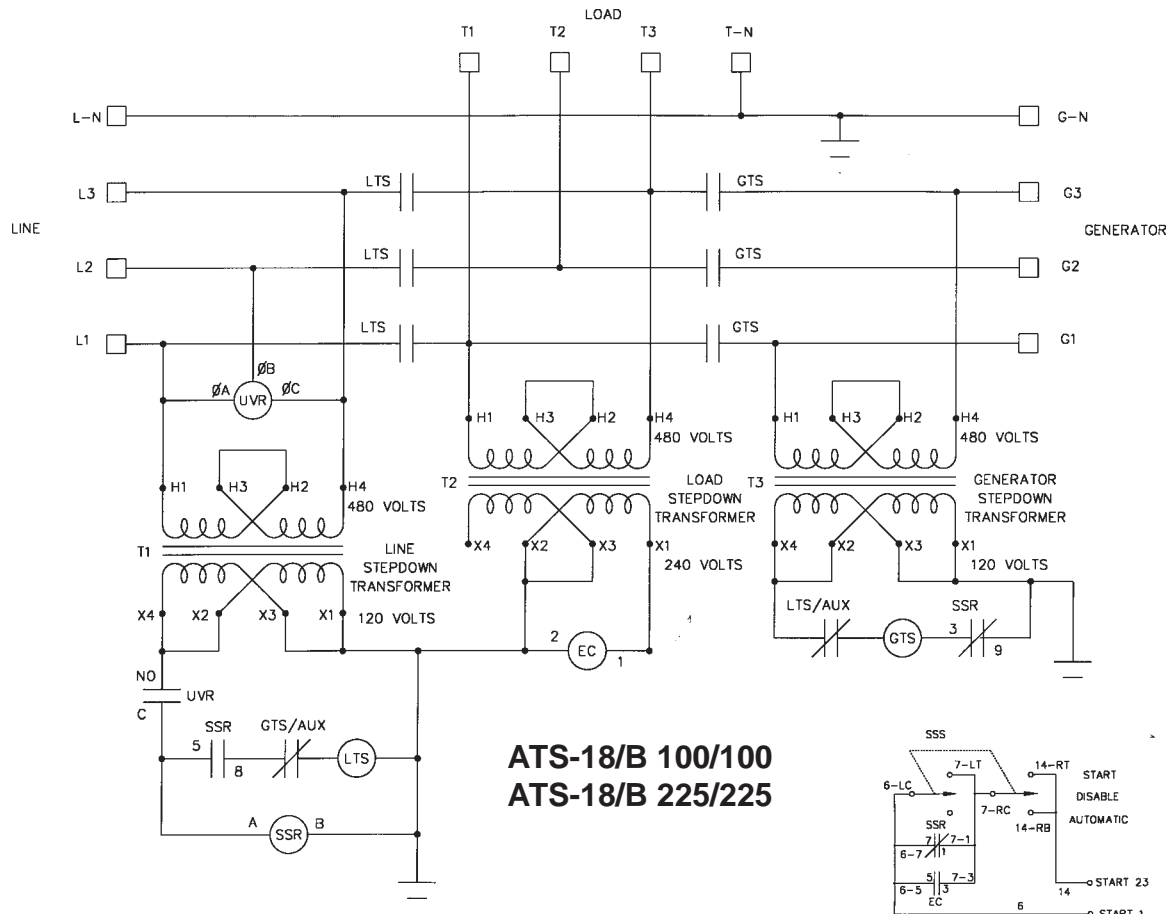 LOAD
T1 T2 T3 T-N
L-N G-N
L3 LTS GTS G3
LINE GENERATOR
L2 LTS GTS G2
L1 LTS GTS G1
ØB
ØA UVR ØC
H1 H3 H2 H4
480 VOLTS
H1 H3 H2 H4
480 VOLTS
T2 LOAD
STEPDOWN
TRANSFORMER
T3 GENERATOR
STEPDOWN
TRANSFORMER
H1 H3 H2 H4
480 VOLTS
X4 X2 X3 X1
240 VOLTS
X4 X2 X3 X1
120 VOLTS
T1 LINE
STEPDOWN
TRANSFORMER
X4 X2 X3 X1 120 VOLTS
LTS/AUX SSR
GTS 3 9
2 EC 1
NO
UVR
C
SSR GTS/AUX
5 8 LTS
A SSR B
ATS-18/B 100/100
ATS-18/B 225/225
SSS
7-LT 14-RT START
6-LC DISABLE
7-RC AUTOMATIC
14-RB
SSR
7 7-1
6-7 1
5 7-3
6-5 3
EC
14 START 23
6 START 1